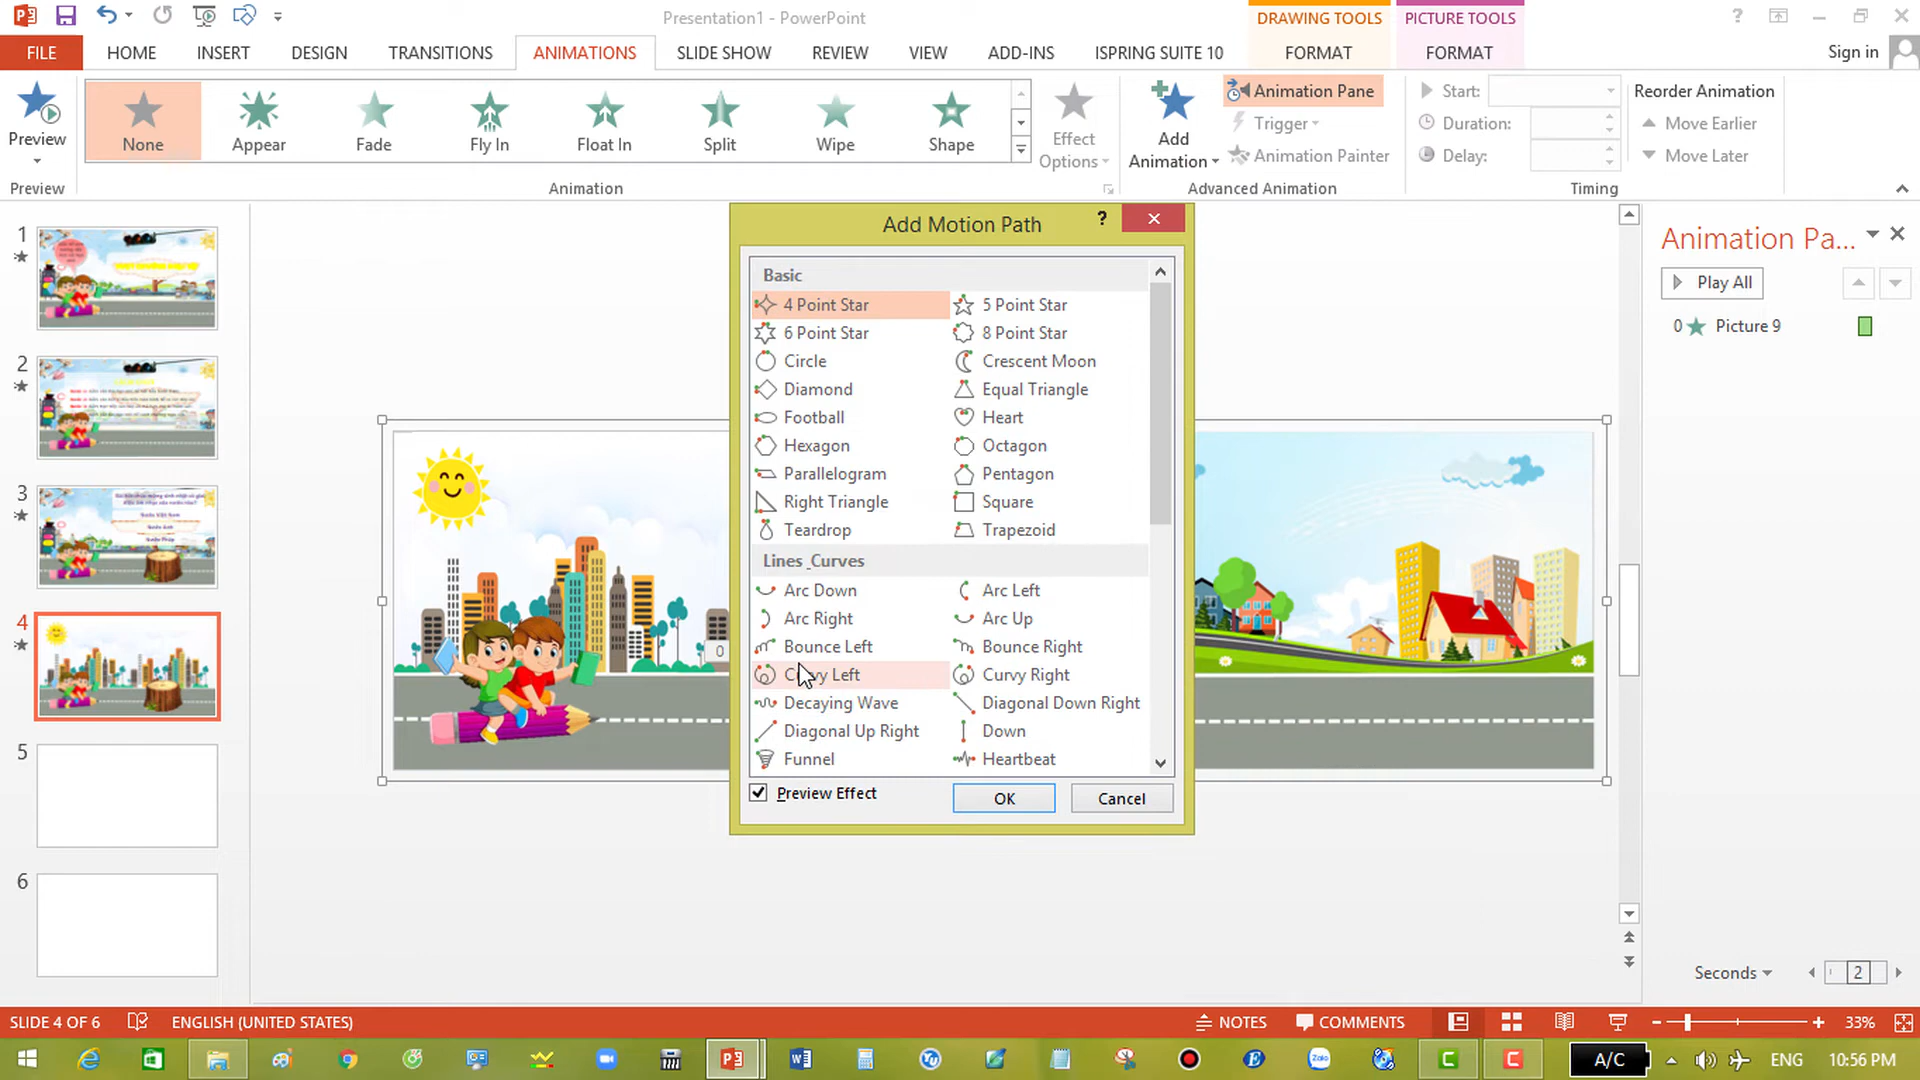 Presentation1 - PowerPoint
DRAWING TOOLS
PICTURE TOOLS
?
FILE
HOME
INSERT
DESIGN
TRANSITIONS
ANIMATIONS
SLIDE SHOW
REVIEW
VIEW
ADD-INS
ISPRING SUITE 10
FORMAT
FORMAT
Sign in
Preview
None
Appear
Fade
Fly In
Float In
Split
Wipe
Shape
Effect
Options
Add
Animation
Animation Pane
Trigger
Animation Painter
Start:
Duration:
Delay:
Reorder Animation
Move Earlier
Move Later
Preview
Animation
Advanced Animation
Timing
1
2
3
4
5
6
Add Motion Path
?
Basic
4 Point Star
5 Point Star
6 Point Star
8 Point Star
Circle
Crescent Moon
Diamond
Equal Triangle
Football
Heart
Hexagon
Octagon
Parallelogram
Pentagon
Right Triangle
Square
Teardrop
Trapezoid
Lines_Curves
Arc Down
Arc Left
Arc Right
Arc Up
Bounce Left
Bounce Right
Curvy Left
Curvy Right
Decaying Wave
Diagonal Down Right
Diagonal Up Right
Down
Funnel
Heartbeat
Preview Effect
OK
Cancel
0
Animation Pa...
Play All
0 Picture 9
Seconds
2
SLIDE 4 OF 6
ENGLISH (UNITED STATES)
NOTES
COMMENTS
33%
A/C
ENG
10:56 PM